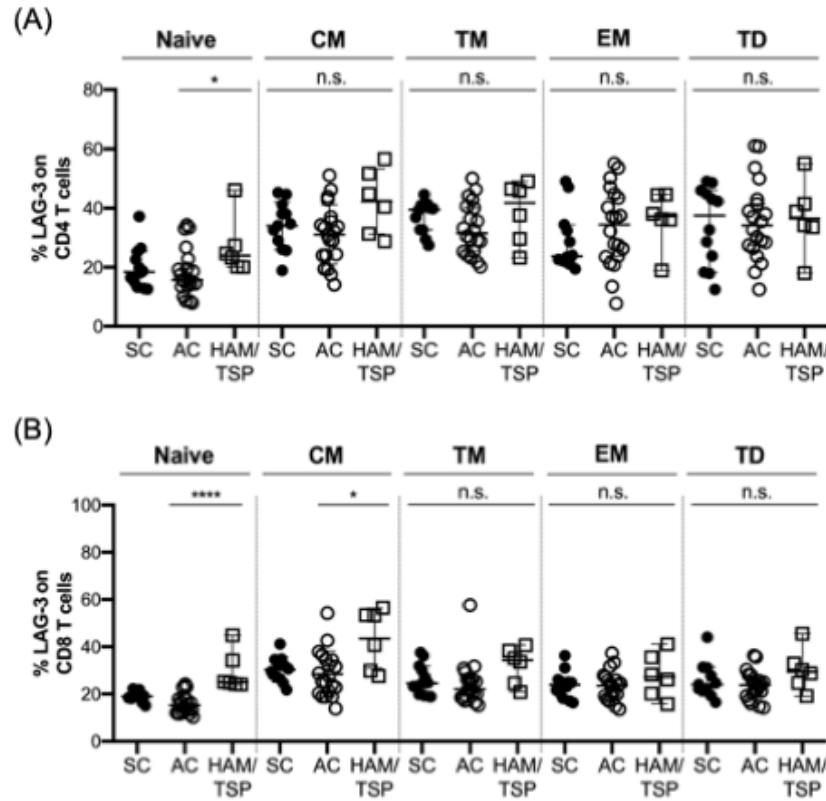 (A)
Naive CM TM EM TD
* n.s. n.s. n.s. n.s.
80
60
40
20
0
% LAG-3 on
CD4 T cells
SC AC HAM/ SC AC HAM/ SC AC HAM/ SC AC HAM/ SC AC HAM/
TSP TSP TSP TSP TSP
(B)
Naive CM TM EM TD
**** * n.s. n.s. n.s.
100
80
60
40
20
0
% LAG-3 on
CD8 T cells
SC AC HAM/ SC AC HAM/ SC AC HAM/ SC AC HAM/ SC AC HAM/
TSP TSP TSP TSP TSP